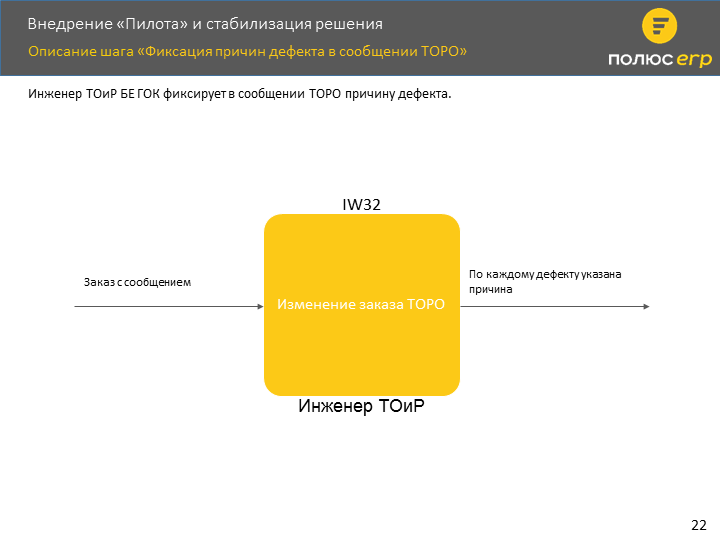 Внедрение «Пилота» и стабилизация решения
Описание шага «Фиксация причин дефекта в сообщении ТОРО»
ПОЛЮС erp
Инженер ТОиР БЕ ГОК фиксирует в сообщении ТОРО причину дефекта.
IW32
Заказ с сообщением
Изменение заказа ТОРО
По каждому дефекту указана
причина
Инженер ТОиР
22